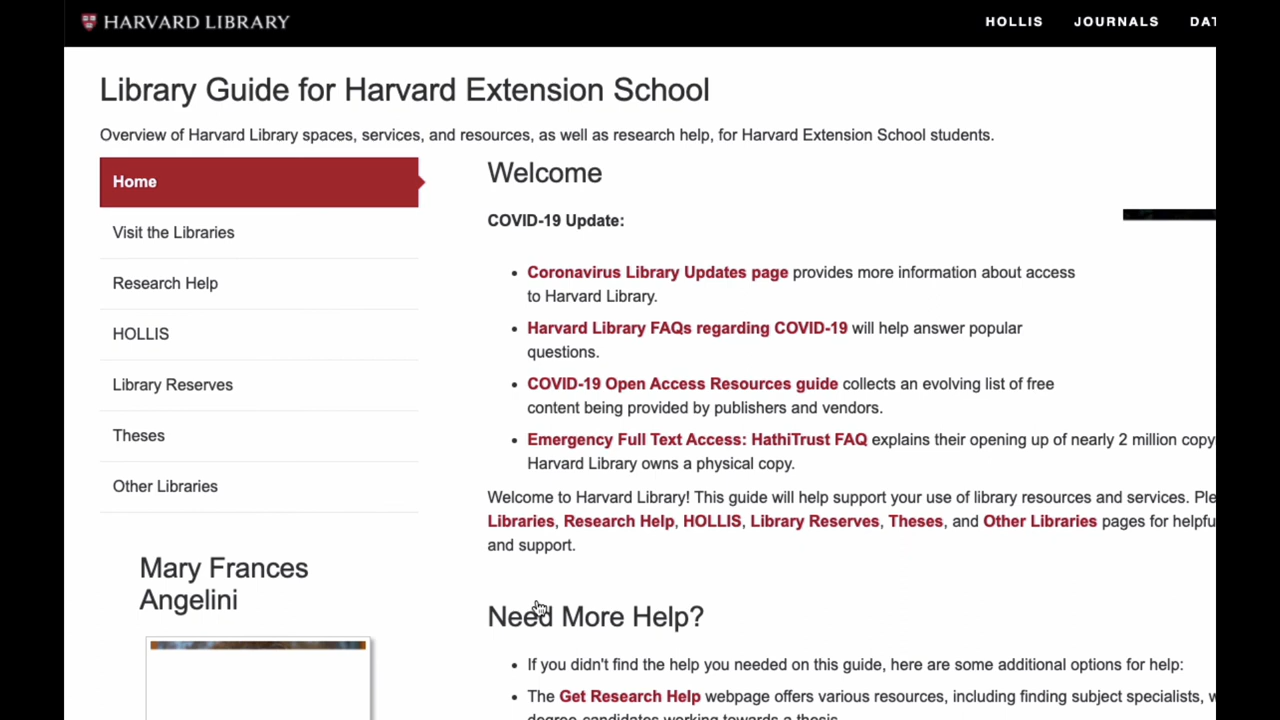 HARVARD LIBRARY
HOLLIS JOURNALS
Library Guide for Harvard Extension School
Overview of Harvard Library spaces, services, and resources, as well as research help, for Harvard Extension School students.
Home
Visit the Libraries
Research Help
HOLLIS
Library Reserves
Theses
Other Libraries
Mary Frances
Angelini
Welcome
COVID-19 Update:
• Coronavirus Library Updates page provides more information about access
to Harvard Library.
• Harvard Library FAQs regarding COVID-19 will help answer popular
questions.
• COVID-19 Open Access Resources guide collects an evolving list of free
content being provided by publishers and vendors.
• Emergency Full Text Access: HathiTrust FAQ explains their opening up of nearly 2 million copy
Harvard Library owns a physical copy.
Welcome to Harvard Library! This guide will help support your use of library resources and services.
Libraries, Research Help, HOLLIS, Library Reserves, Theses, and Other Libraries pages for
and support.
Need More Help?
• If you didn't find the help you needed on this guide, here are some additional options for help:
• The Get Research Help webpage offers various resources, including finding subject specialists,
degree-candidates working towards a thesis